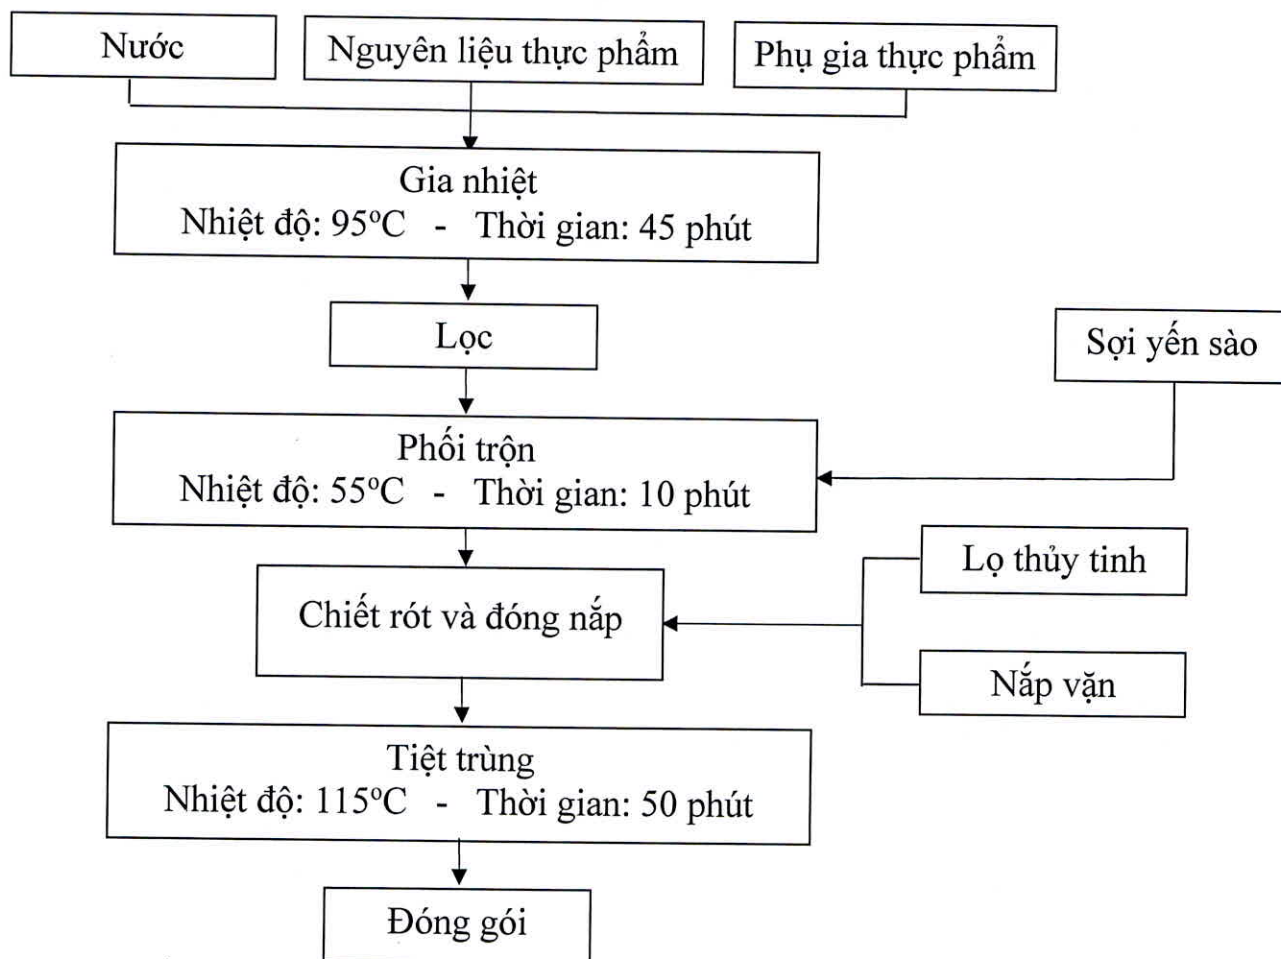 Nước
Nguyên liệu thực phẩm
Phụ gia thực phẩm
Gia nhiệt
Nhiệt độ: 95°C - Thời gian: 45 phút
Lọc
Sợi yến sào
Phối trộn
Nhiệt độ: 55°C - Thời gian: 10 phút
Lọ thủy tinh
Chiết rót và đóng nắp
Nắp vặn
Tiệt trùng
Nhiệt độ: 115°C - Thời gian: 50 phút
Đóng gói